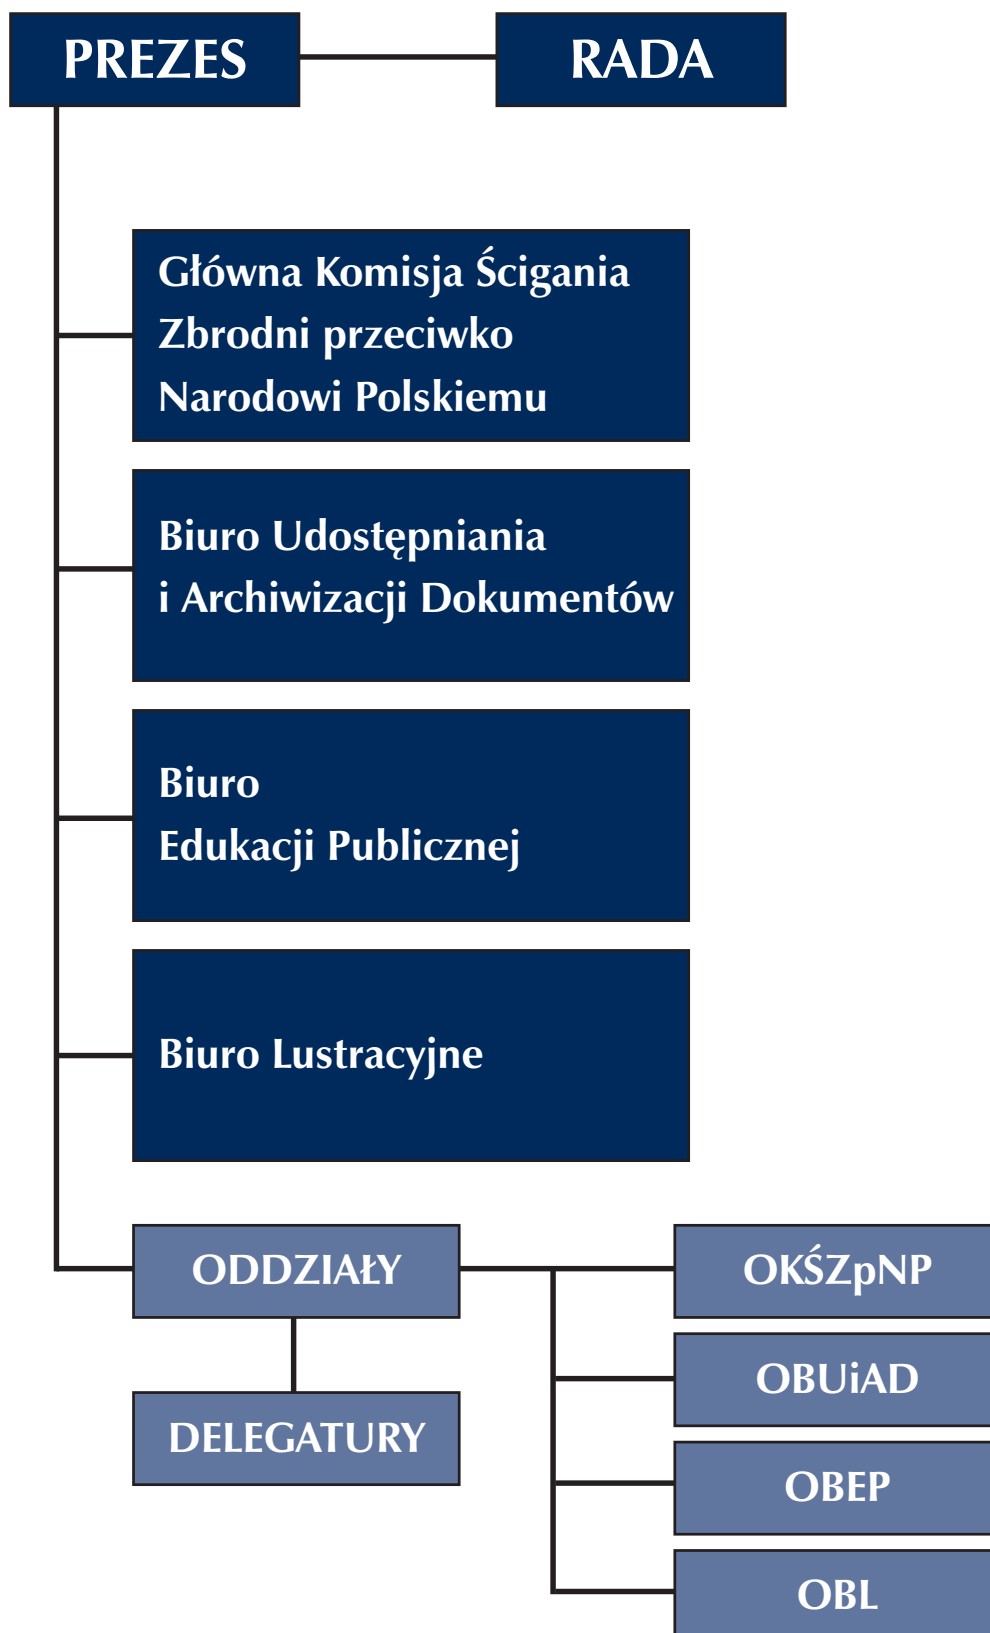 PREZES
RADA
Główna Komisja Ścigania
Zbrodni przeciwko
Narodowi Polskiemu
Biuro Udostępniania
i Archiwizacji Dokumentów
Biuro
Edukacji Publicznej
Biuro Lustracyjne
ODDZIAŁY
DELEGATURY
OKŚZpNP
OBUiAD
OBEP
OBL